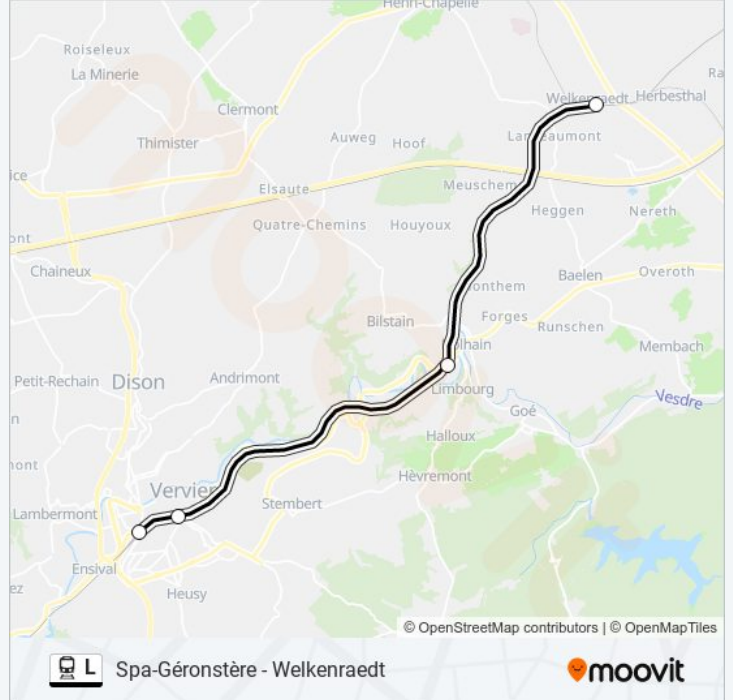 Henri-Chapelle
Roiseleux
La Minerie
Welkenraedt
Herbesthal
Clermont
Thimister
Auweg
Hoof
Elsaute
Meuschem
Quatre-Chemins
Houyoux
Heggen
Nereth
Chaineux
Baelen
Overoth
Bilstain
Forges
Runschen
Membach
Petit-Rechain
Dison
Andrimont
Limbourg
Vesdre
Goé
Halloux
Hèvremont
Vervier
Stembert
Lambermont
Ensival
Heusy
© OpenStreetMap contributors | © OpenMapTiles
L Spa-Géronstère - Welkenraedt
moovit